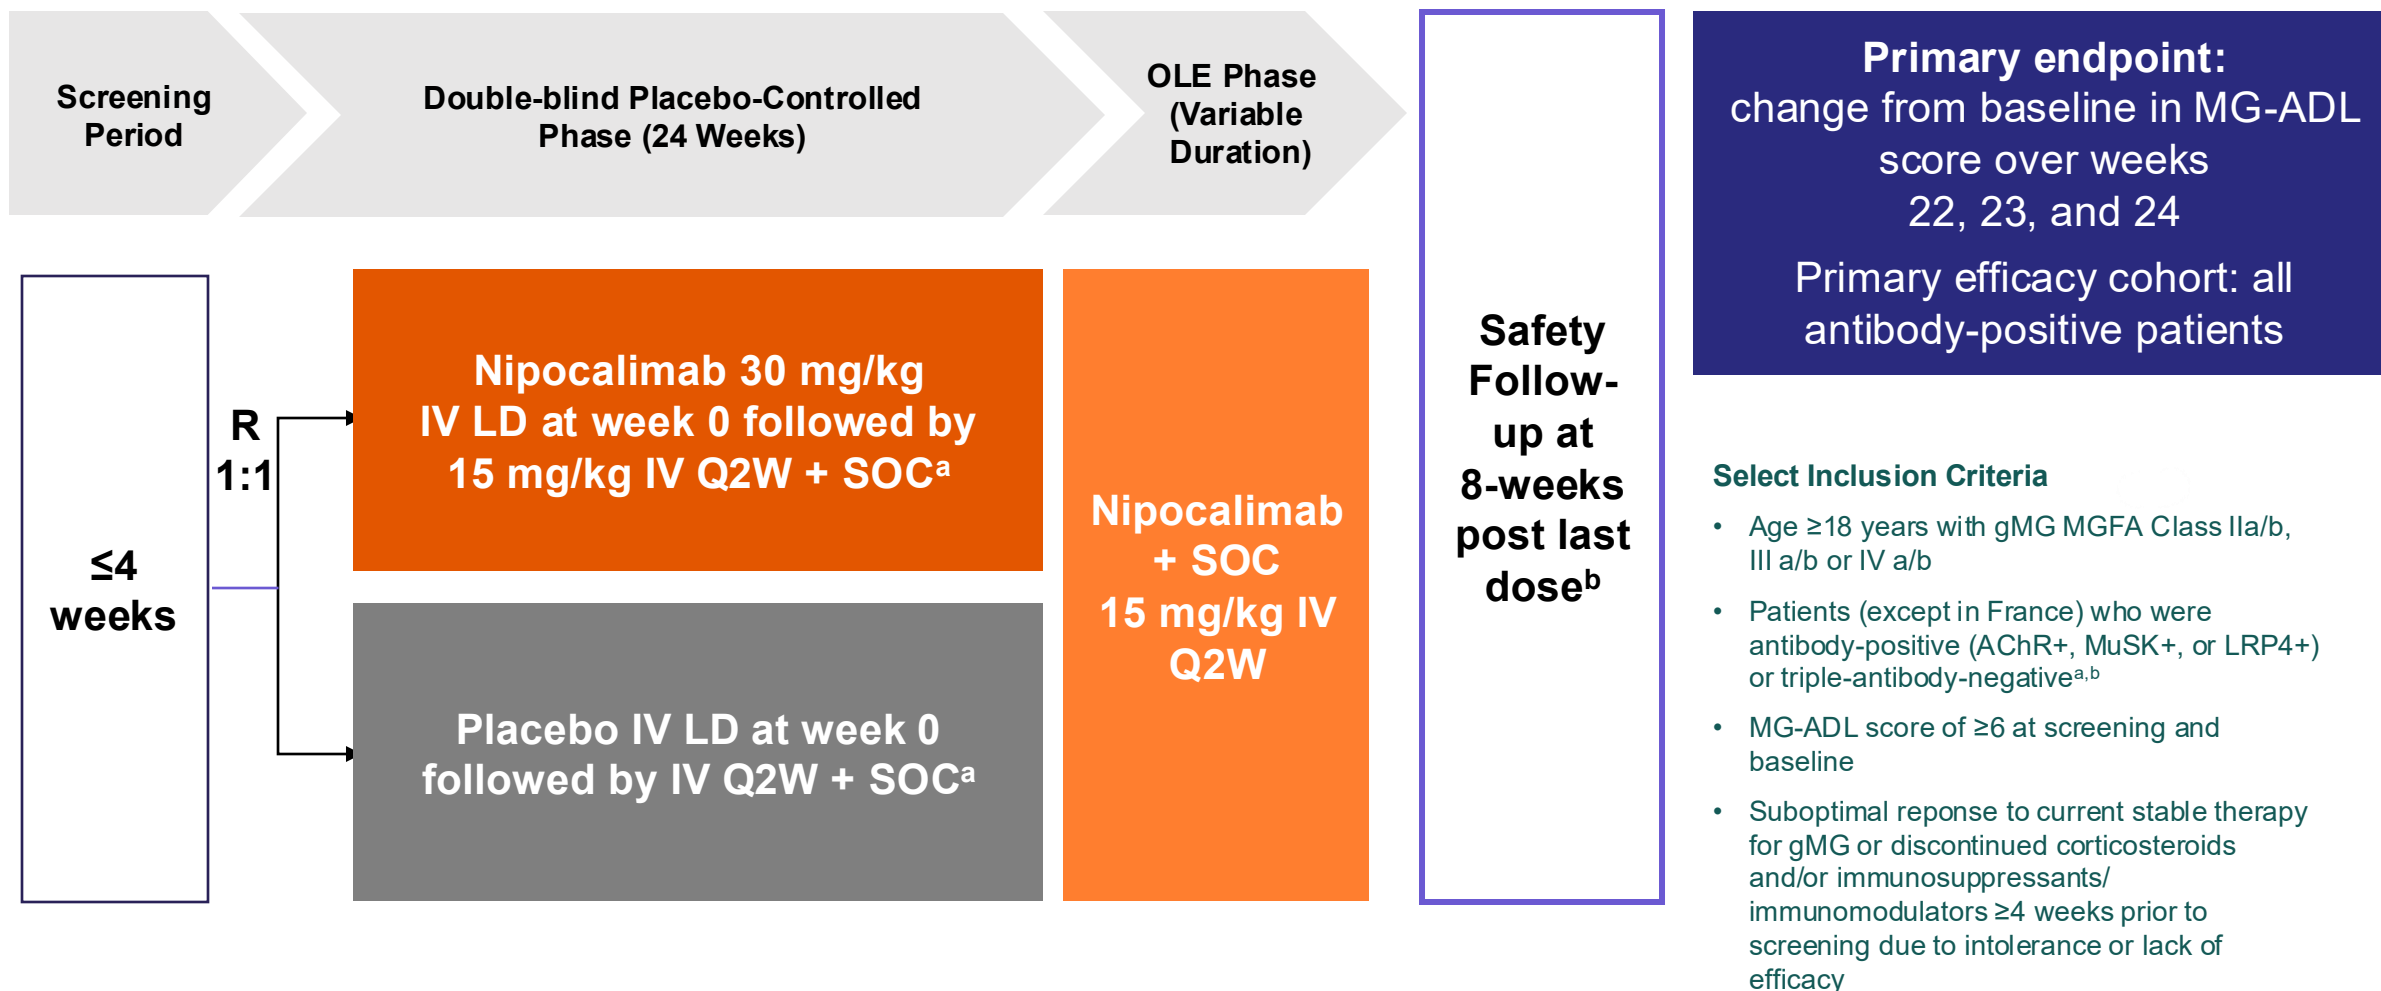 Screening
Period
Double-blind Placebo-Controlled
Phase (24 Weeks)
OLE Phase
(Variable
Duration)
≤4
weeks
R
1:1
Nipocalimab 30 mg/kg
IV LD at week 0 followed by
15 mg/kg IV Q2W + SOCᵃ
Placebo IV LD at week 0
followed by IV Q2W + SOCᵃ
Nipocalimab
+ SOC
15 mg/kg IV
Q2W
Safety
Follow-
up at
8-weeks
post last
doseᵇ
Primary endpoint:
change from baseline in MG-ADL
score over weeks
22, 23, and 24
Primary efficacy cohort: all
antibody-positive patients
Select Inclusion Criteria
• Age ≥18 years with gMG MGFA Class IIa/b,
III a/b or IV a/b
• Patients (except in France) who were
antibody-positive (AChR+, MuSK+, or LRP4+)
or triple-antibody-negativeᵃ,ᵇ
• MG-ADL score of ≥6 at screening and
baseline
• Suboptimal reponse to current stable therapy
for gMG or discontinued corticosteroids
and/or immunosuppressants/
immunomodulators ≥4 weeks prior to
screening due to intolerance or lack of
efficacy